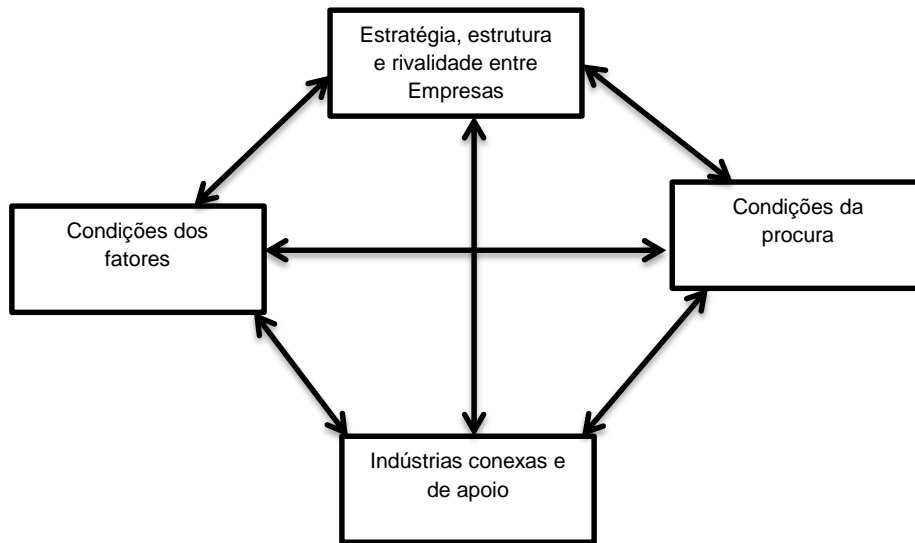 Estratégia, estrutura
e rivalidade entre
Empresas
Condições dos
fatores
Condições da
procura
Indústrias conexas e
de apoio